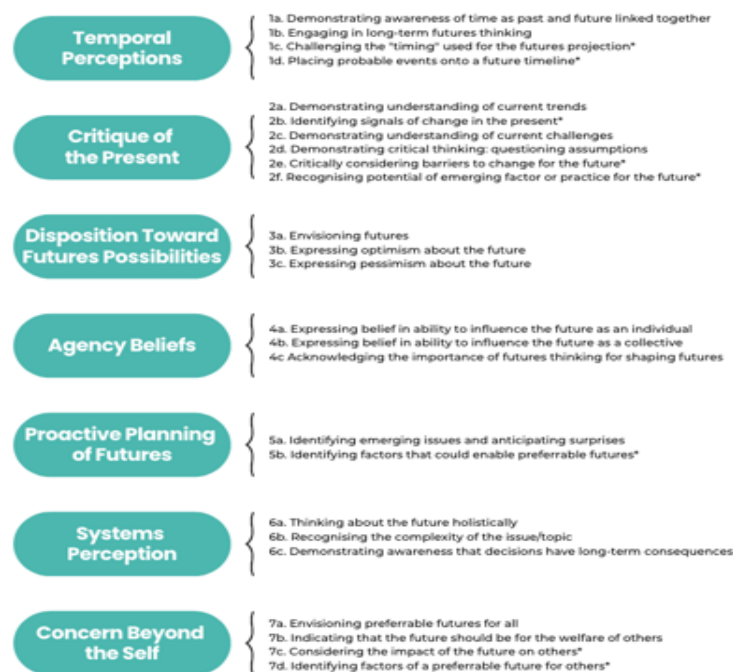 Temporal
Perceptions
1a. Demonstrating awareness of time as past and future linked together
1b. Engaging in long-term futures thinking
1c. Challenging the "timing" used for the futures projection*
1d. Placing probable events onto a future timeline*
Critique of
the Present
2a. Demonstrating understanding of current trends
2b. Identifying signals of change in the present*
2c. Demonstrating understanding of current challenges
2d. Demonstrating critical thinking: questioning assumptions
2e. Critically considering barriers to change for the future*
2f. Recognising potential of emerging factor or practice for the future*
Disposition Toward
Futures Possibilities
3a. Envisioning futures
3b. Expressing optimism about the future
3c. Expressing pessimism about the future
Agency Beliefs
4a. Expressing belief in ability to influence the future as an individual
4b. Expressing belief in ability to influence the future as a collective
4c Acknowledging the importance of futures thinking for shaping futures
Proactive Planning
of Futures
5a. Identifying emerging issues and anticipating surprises
5b. Identifying factors that could enable preferrable futures*
Systems
Perception
6a. Thinking about the future holistically
6b. Recognising the complexity of the issue/topic
6c. Demonstrating awareness that decisions have long-term consequences
Concern Beyond
the Self
7a. Envisioning preferrable futures for all
7b. Indicating that the future should be for the welfare of others
7c. Considering the impact of the future on others*
7d. Identifying factors of a preferrable future for others*